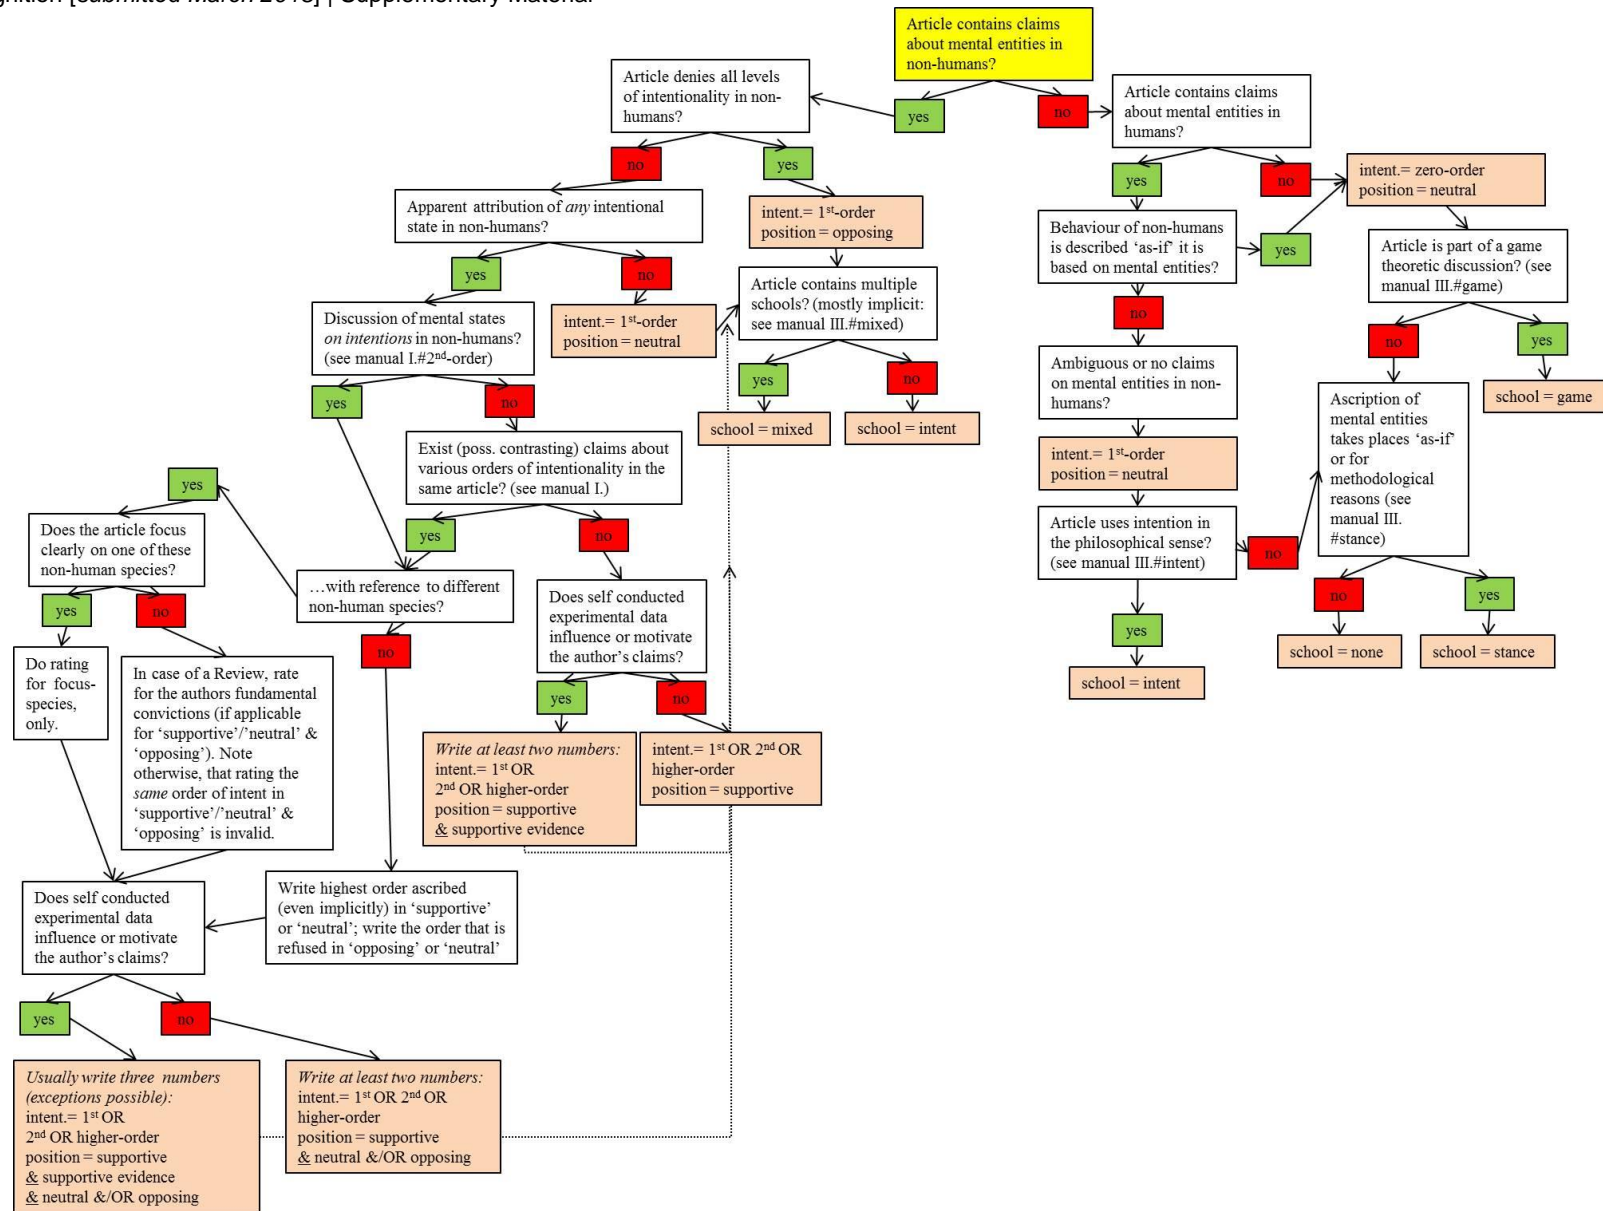 gnition [submitted March 2013] | Supplementary Material
Article contains claims
about mental entities in
non-humans?
yes
no
Article denies all levels
of intentionality in non-
humans?
no
yes
Article contains claims
about mental entities in
humans?
yes
no
intent.= zero-order
position = neutral
Apparent attribution of any intentional
state in non-humans?
yes
no
intent.= 1st-order
position = opposing
Behaviour of non-humans
is described ‘as-if’ it is
based on mental entities?
yes
no
Article is part of a game
theoretic discussion? (see
manual III.#game)
no
yes
school = game
Discussion of mental states
on intentions in non-humans?
(see manual I.#2nd-order)
yes
no
intent.= 1st-order
position = neutral
Article contains multiple
schools? (mostly implicit:
see manual III.#mixed)
yes
no
school = mixed
school = intent
Ambiguous or no claims
on mental entities in non-
humans?
intent.= 1st-order
position = neutral
Article uses intention in
the philosophical sense?
(see manual III.#intent)
no
yes
school = intent
Ascription of
mental entities
takes places ‘as-if’
or for
methodological
reasons (see
manual III.
#stance)
no
yes
school = none
school = stance
Exist (poss. contrasting) claims about
various orders of intentionality in the
same article? (see manual I.)
yes
no
yes
Does the article focus
clearly on one of these
non-human species?
yes
no
…with reference to different
non-human species?
no
Does self conducted
experimental data
influence or motivate
the author’s claims?
yes
no
Do rating
for focus-
species,
only.
In case of a Review, rate
for the authors fundamental
convictions (if applicable
for ‘supportive’/’neutral’ &
‘opposing’). Note
otherwise, that rating the
same order of intent in
‘supportive’/’neutral’ &
‘opposing’ is invalid.
Write at least two numbers:
intent.= 1st OR
2nd OR higher-order
position = supportive
& supportive evidence
intent.= 1st OR 2nd OR
higher-order
position = supportive
Does self conducted
experimental data
influence or motivate
the author’s claims?
Write highest order ascribed
(even implicitly) in ‘supportive’
or ‘neutral’; write the order that is
refused in ‘opposing’ or ‘neutral’
yes
no
Usually write three numbers
(exceptions possible):
intent.= 1st OR
2nd OR higher-order
position = supportive
& supportive evidence
& neutral &/OR opposing
Write at least two numbers:
intent.= 1st OR 2nd OR
higher-order
position = supportive
& neutral &/OR opposing